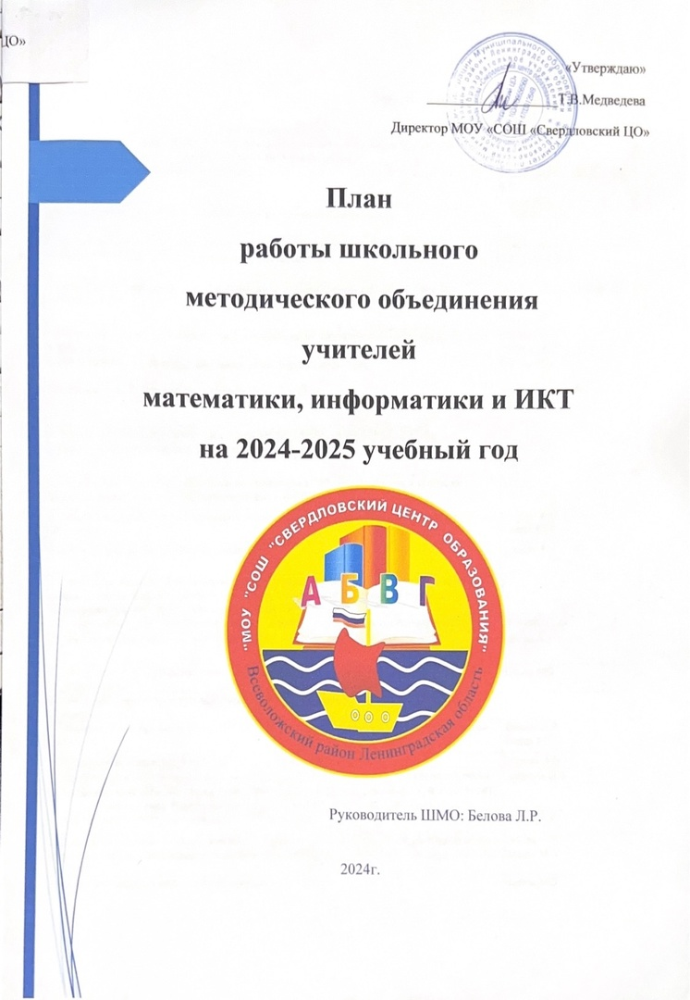 ЦО»
«Утверждаю»
Т.В.Медведева
Директор МОУ «СОШ «Свердловский ЦО»
План
работы школьного
методического объединения
учителей
математики, информатики и ИКТ
на 2024-2025 учебный год
"МОУ "СОШ "СВЕРДЛОВСКИЙ ЦЕНТР ОБРАЗОВАНИЯ"
А Б В Г
Всеволожский район Ленинградская область
Руководитель ШМО: Белова Л.Р.
2024г.